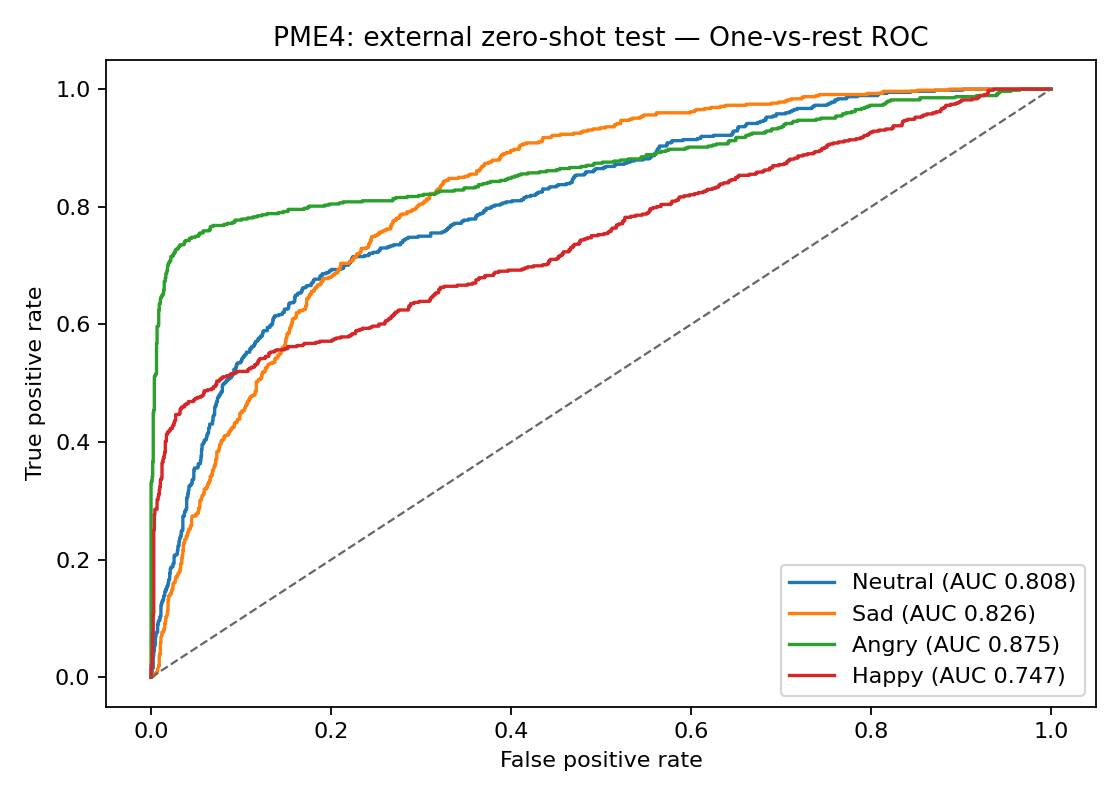 PME4: external zero-shot test — One-vs-rest ROC
1.0
0.8
0.6
0.4
0.2
0.0
True positive rate
Neutral (AUC 0.808)
Sad (AUC 0.826)
Angry (AUC 0.875)
Happy (AUC 0.747)
0.0 0.2 0.4 0.6 0.8 1.0
False positive rate